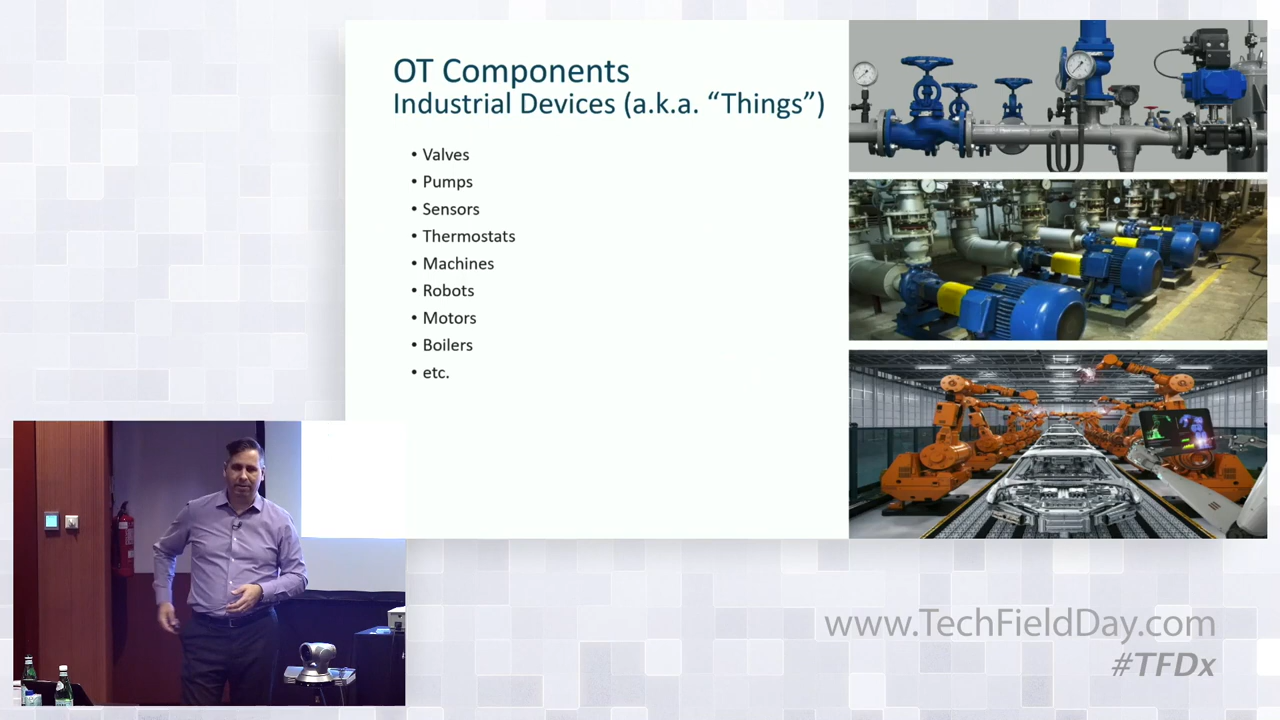 OT Components
Industrial Devices (a.k.a. “Things”)
• Valves
• Pumps
• Sensors
• Thermostats
• Machines
• Robots
• Motors
• Boilers
• etc.
www.TechFieldDay.com
#TFDx